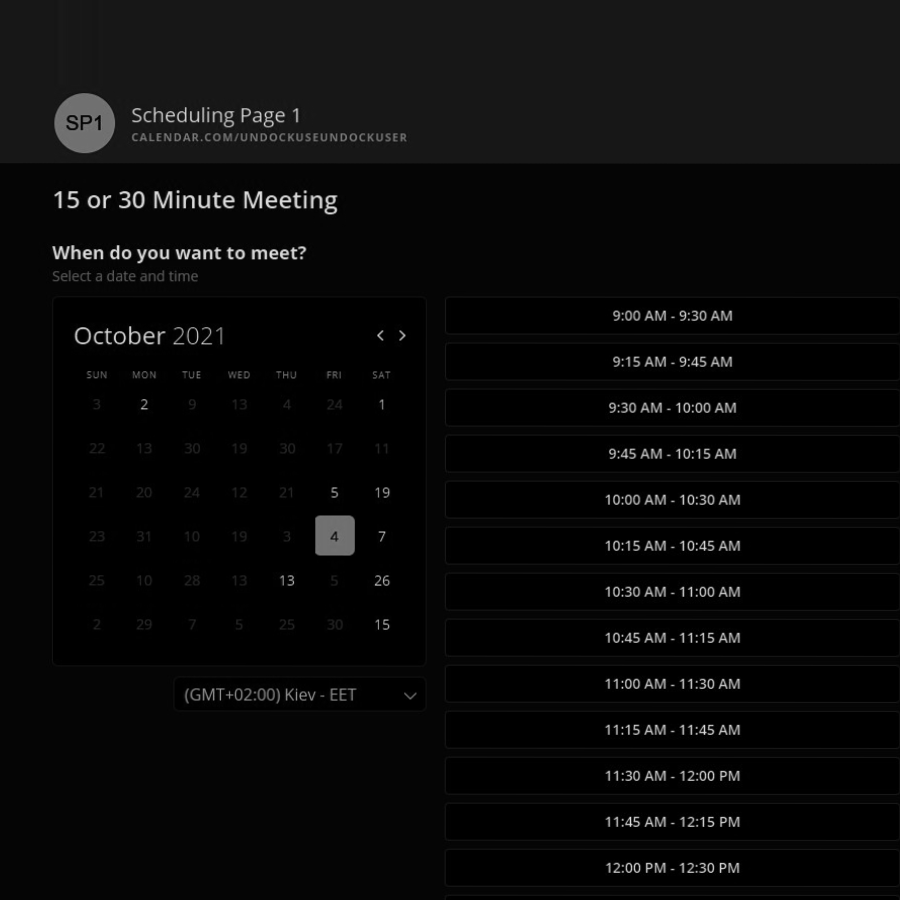 SP1
Scheduling Page 1
CALENDAR.COM/UNDOCKUSEUNDOCKUSER
15 or 30 Minute Meeting
When do you want to meet?
Select a date and time
October 2021
SUN MON TUE WED THU FRI SAT
3 2 9 13 4 24 1
22 13 30 19 30 17 11
21 20 24 12 21 5 19
23 31 10 19 3 4 7
25 10 28 13 13 5 26
2 29 7 5 25 30 15
(GMT+02:00) Kiev - EET
9:00 AM - 9:30 AM
9:15 AM - 9:45 AM
9:30 AM - 10:00 AM
9:45 AM - 10:15 AM
10:00 AM - 10:30 AM
10:15 AM - 10:45 AM
10:30 AM - 11:00 AM
10:45 AM - 11:15 AM
11:00 AM - 11:30 AM
11:15 AM - 11:45 AM
11:30 AM - 12:00 PM
11:45 AM - 12:15 PM
12:00 PM - 12:30 PM